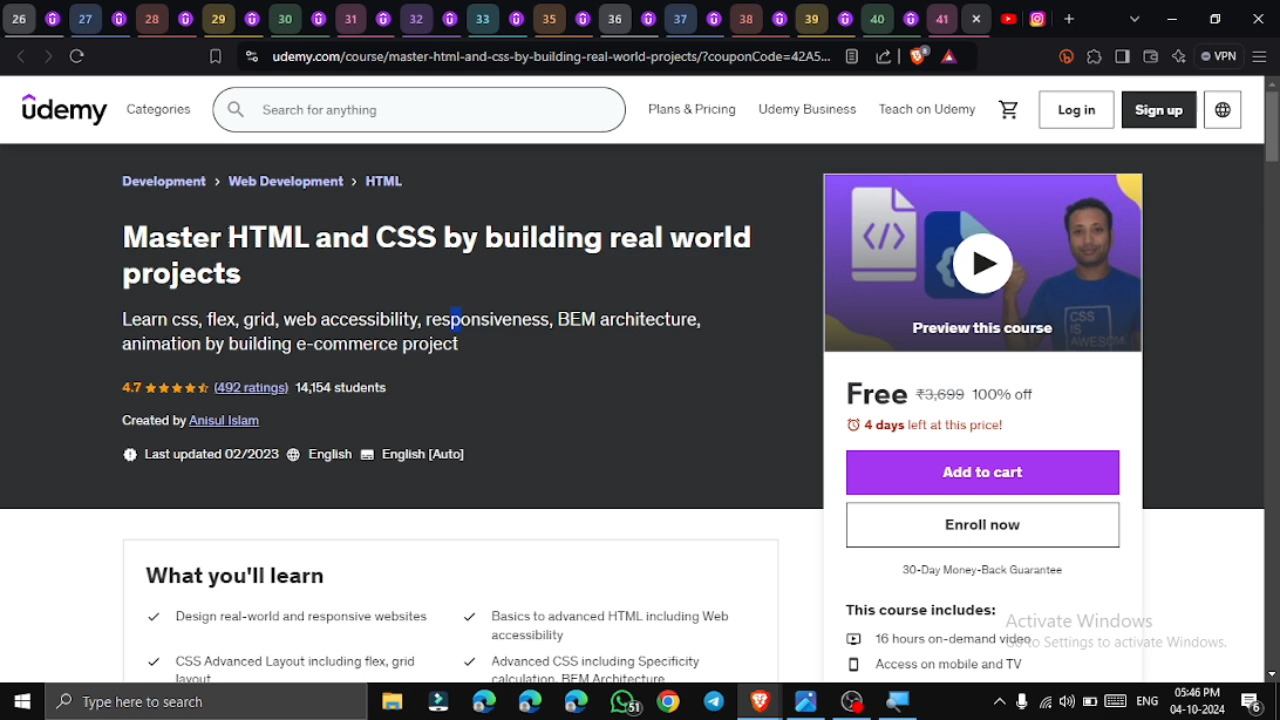 26 27 28 29 30 31 32 33 35 36 37 38 39 40 41
udemy.com/course/master-html-and-css-by-building-real-world-projects/?couponCode=42A5...
VPN
udemy
Categories
Search for anything
Plans & Pricing
Udemy Business
Teach on Udemy
Log in
Sign up
Development > Web Development > HTML
Master HTML and CSS by building real world
projects
Learn css, flex, grid, web accessibility, responsiveness, BEM architecture,
animation by building e-commerce project
4.7 (492 ratings) 14,154 students
Created by Anisul Islam
Last updated 02/2023 English English [Auto]
CSS
IS
AWESOME.
Preview this course
Free ₹3,699 100% off
4 days left at this price!
Add to cart
Enroll now
30-Day Money-Back Guarantee
This course includes:
16 hours on-demand video
Access on mobile and TV
What you'll learn
Design real-world and responsive websites
Basics to advanced HTML including Web
accessibility
CSS Advanced Layout including flex, grid
layout
Advanced CSS including Specificity
calculation, BEM Architecture
Activate Windows
Go to Settings to activate Windows.
Type here to search
51
ENG
05:46 PM
04-10-2024
6